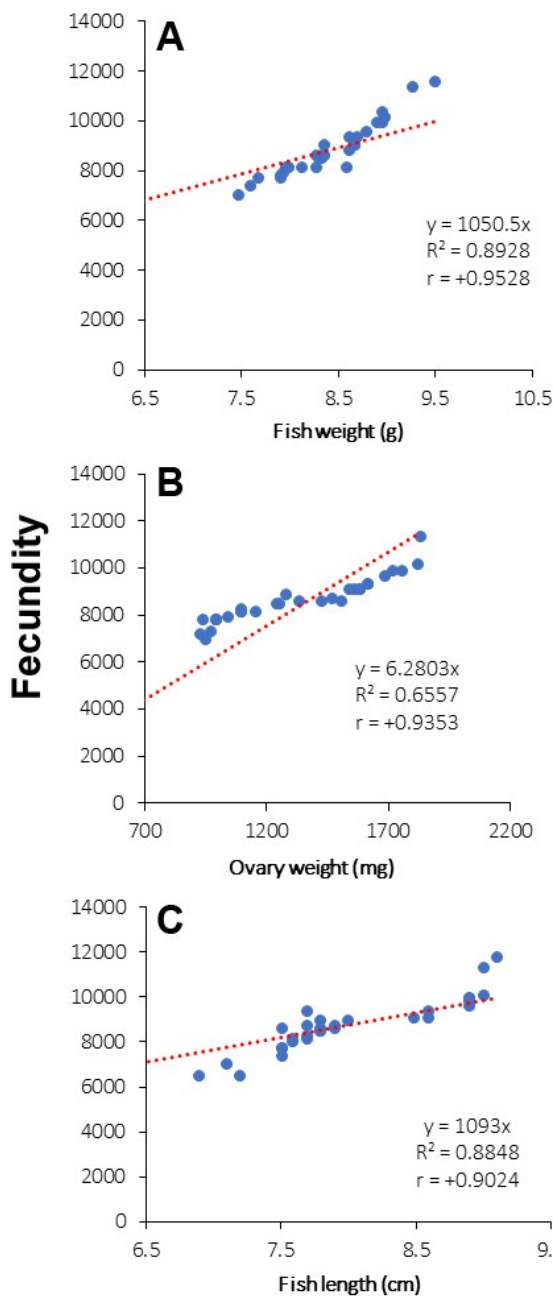 A
14000
12000
10000
8000
6000
4000
2000
0
y = 1050.5x
R² = 0.8928
r = +0.9528
6.5 7.5 8.5 9.5 10.5
Fish weight (g)
Fecundity
B
14000
12000
10000
8000
6000
4000
2000
0
y = 6.2803x
R² = 0.6557
r = +0.9353
700 1200 1700 2200
Ovary weight (mg)
C
14000
12000
10000
8000
6000
4000
2000
0
y = 1093x
R² = 0.8848
r = +0.9024
6.5 7.5 8.5 9.
Fish length (cm)